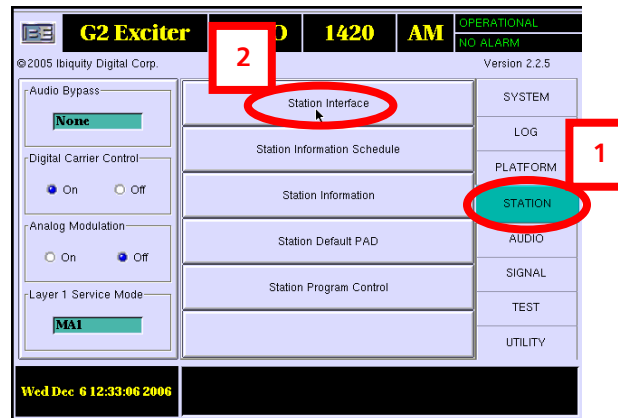 G2 Exciter
O
1420
AM
OPERATIONAL
NO ALARM
©2005 Ibiquity Digital Corp.
Version 2.2.5
2
1
Audio Bypass
None
Digital Carrier Control
On
Off
Analog Modulation
On
Off
Layer 1 Service Mode
MA1
Station Interface
Station Information Schedule
Station Information
Station Default PAD
Station Program Control
SYSTEM
LOG
PLATFORM
STATION
AUDIO
SIGNAL
TEST
UTILITY
Wed Dec 6 12:33:06 2006